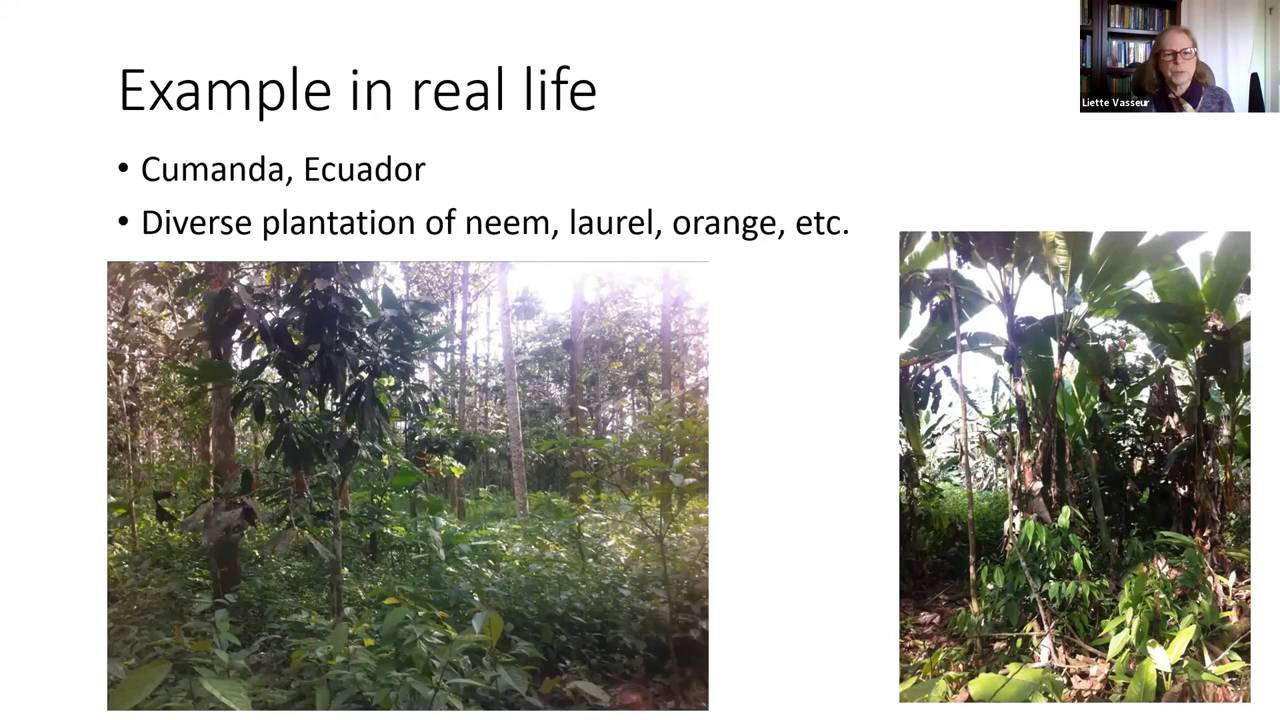 Example in real life
• Cumanda, Ecuador
• Diverse plantation of neem, laurel, orange, etc.
Liette Vasseur